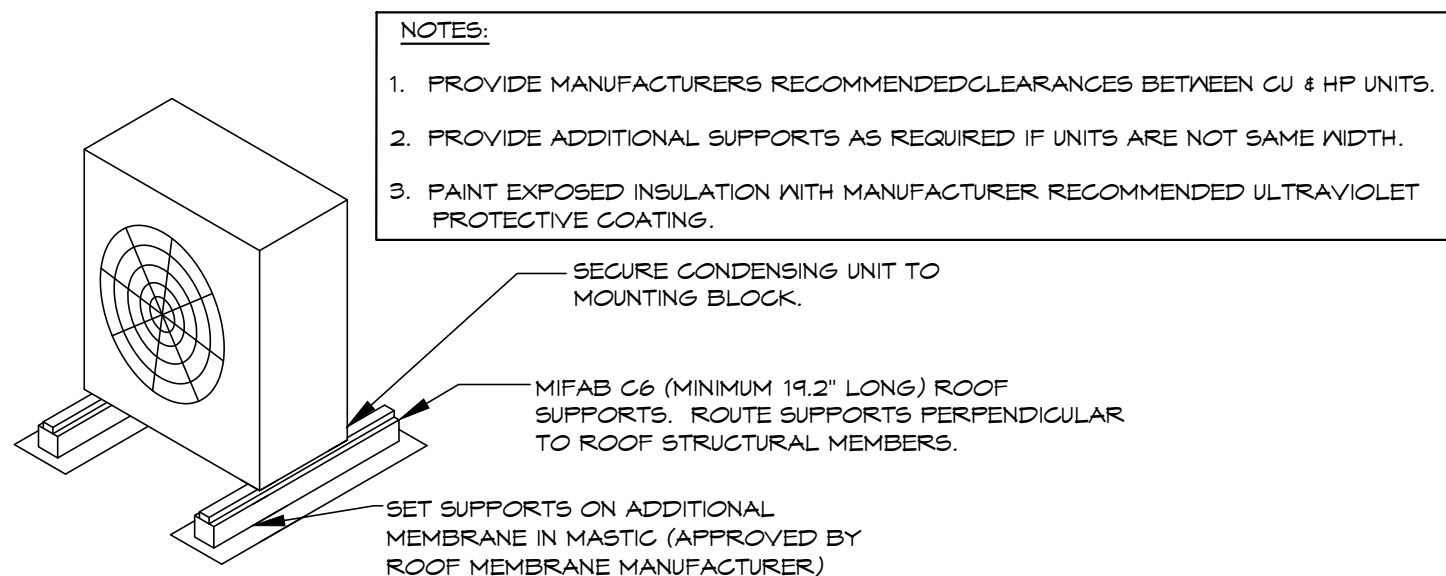 NOTES:
1. PROVIDE MANUFACTURERS RECOMMENDEDCLEARANCES BETWEEN CU & HP UNITS.
2. PROVIDE ADDITIONAL SUPPORTS AS REQUIRED IF UNITS ARE NOT SAME WIDTH.
3. PAINT EXPOSED INSULATION WITH MANUFACTURER RECOMMENDED ULTRAVIOLET
PROTECTIVE COATING.
SECURE CONDENSING UNIT TO
MOUNTING BLOCK.
MIFAB C6 (MINIMUM 19.2" LONG) ROOF
SUPPORTS. ROUTE SUPPORTS PERPENDICULAR
TO ROOF STRUCTURAL MEMBERS.
SET SUPPORTS ON ADDITIONAL
MEMBRANE IN MASTIC (APPROVED BY
ROOF MEMBRANE MANUFACTURER)